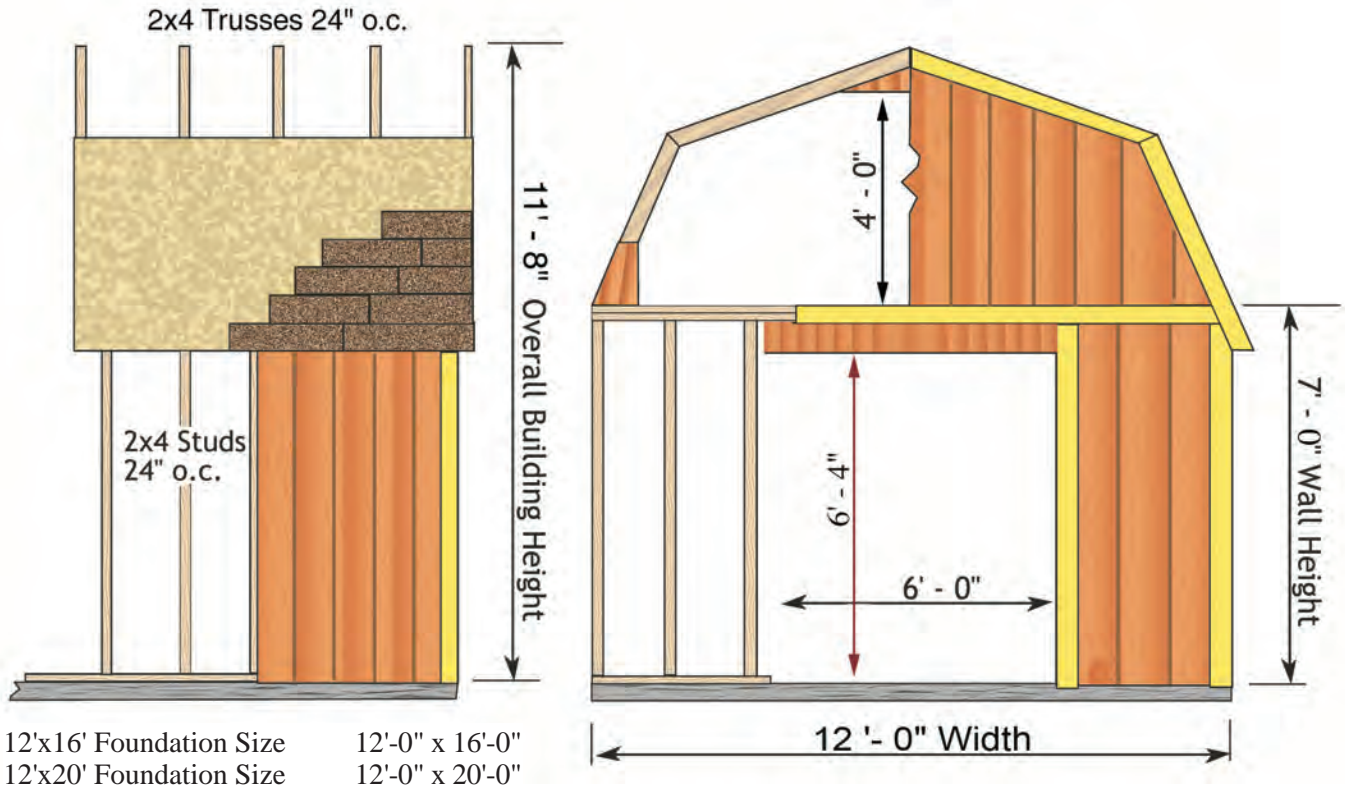 2x4 Trusses 24" o.c.
11' - 8" Overall Building Height
2x4 Studs
24" o.c.
4' - 0"
6' - 4"
6' - 0"
7' - 0" Wall Height
12 '- 0" Width
12'x16' Foundation Size 12'-0" x 16'-0"
12'x20' Foundation Size 12'-0" x 20'-0"